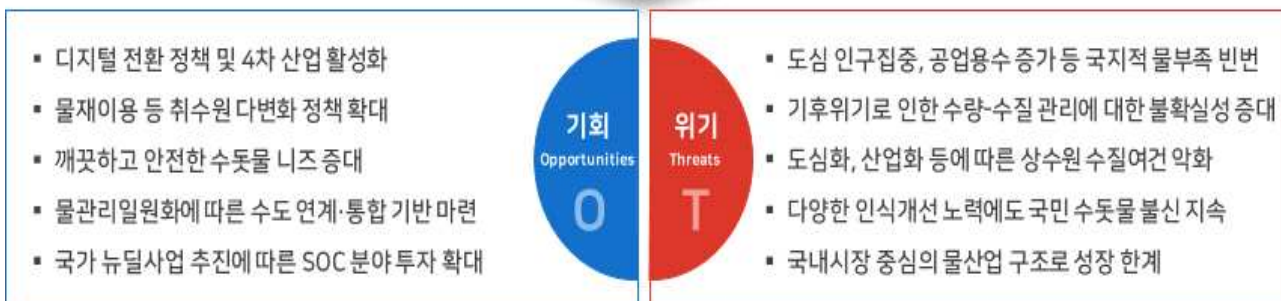 ▪ 디지털 전환 정책 및 4차 산업 활성화
▪ 물재이용 등 취수원 다변화 정책 확대
▪ 깨끗하고 안전한 수돗물 니즈 증대
▪ 물관리일원화에 따른 수도 연계·통합 기반 마련
▪ 국가 뉴딜사업 추진에 따른 SOC 분야 투자 확대
기회
Opportunities
O
위기
Threats
T
▪ 도심 인구집중, 공업용수 증가 등 국지적 물부족 빈번
▪ 기후위기로 인한 수량-수질 관리에 대한 불확실성 증대
▪ 도심화, 산업화 등에 따른 상수원 수질여건 악화
▪ 다양한 인식개선 노력에도 국민 수돗물 불신 지속
▪ 국내시장 중심의 물산업 구조로 성장 한계